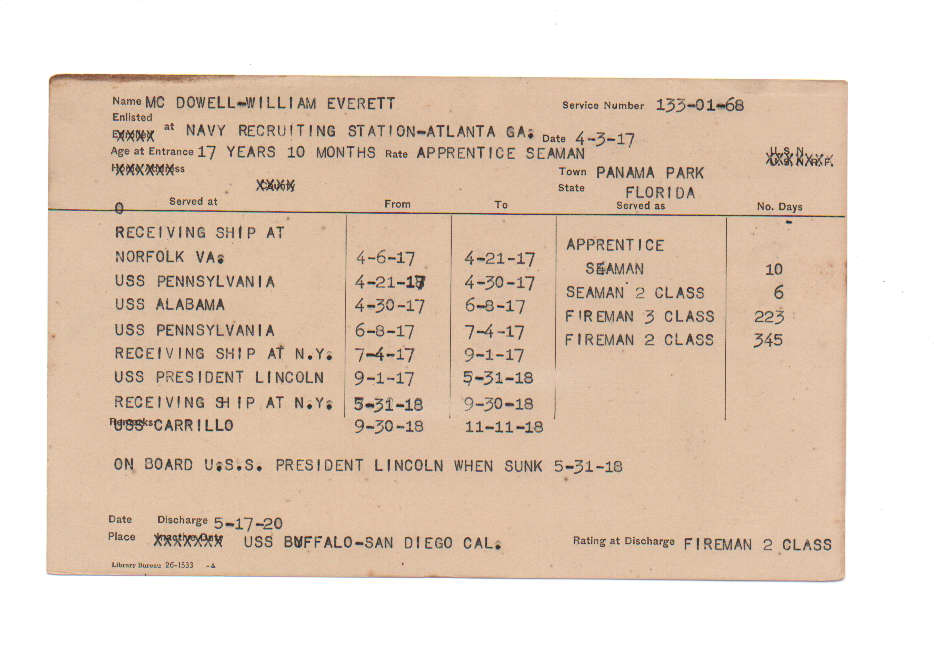 Name MC DOWELL-WILLIAM EVERETT Service Number 133-01-68
Enlisted at NAVY RECRUITING STATION-ATLANTA GA. Date 4-3-17
Age at Entrance 17 YEARS 10 MONTHS Rate APPRENTICE SEAMAN U.S.N.
Town PANAMA PARK
State FLORIDA
0 Served at From To Served as No. Days
RECEIVING SHIP AT
NORFOLK VA. 4-6-17 4-21-17 APPRENTICE
USS PENNSYLVANIA 4-21-17 4-30-17 SEAMAN 10
USS ALABAMA 4-30-17 6-8-17 SEAMAN 2 CLASS 6
USS PENNSYLVANIA 6-8-17 7-4-17 FIREMAN 3 CLASS 223
RECEIVING SHIP AT N.Y. 7-4-17 9-1-17 FIREMAN 2 CLASS 345
USS PRESIDENT LINCOLN 9-1-17 5-31-18
RECEIVING SHIP AT N.Y. 5-31-18 9-30-18
Remarks: USS CARRILLO 9-30-18 11-11-18
ON BOARD U.S.S. PRESIDENT LINCOLN WHEN SUNK 5-31-18
Date Discharge 5-17-20
Place USS BUFFALO-SAN DIEGO CAL. Rating at Discharge FIREMAN 2 CLASS
Library Bureau 26-1533 -A